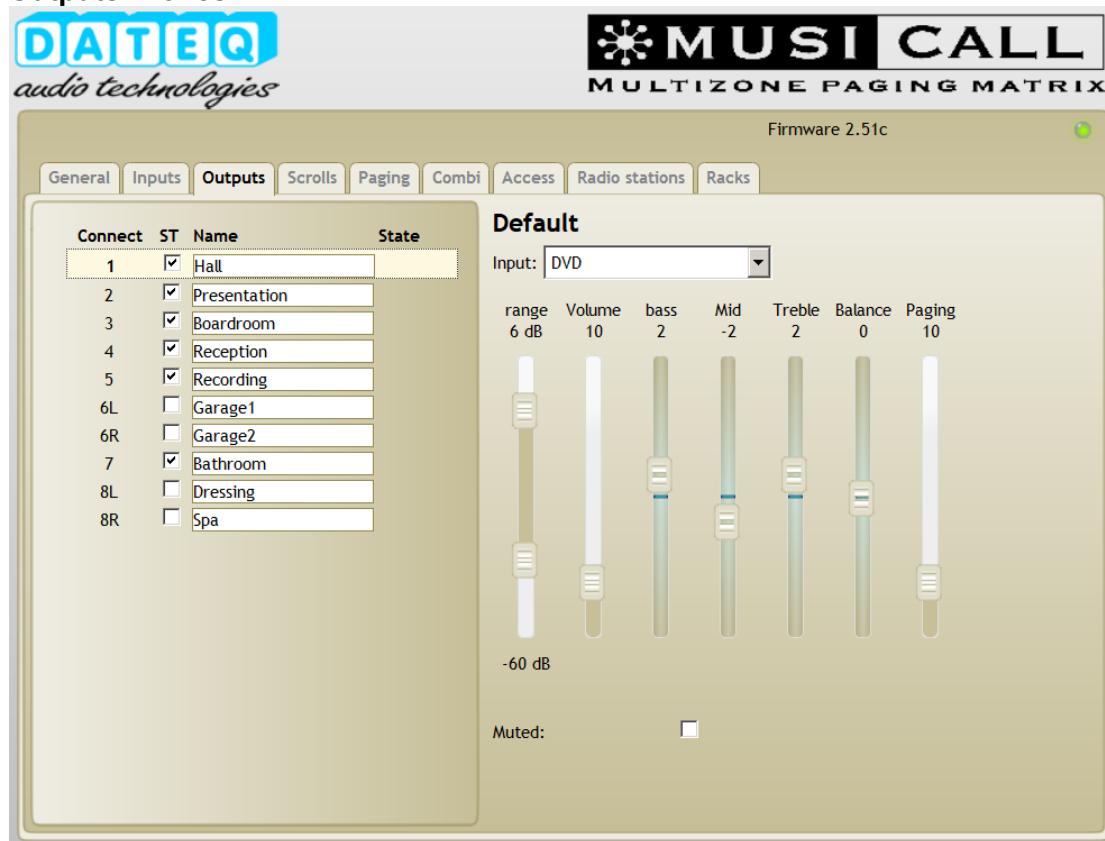 DATEQ
audio technologies
MUSI CALL
MULTIZONE PAGING MATRIX
Firmware 2.51c
General Inputs Outputs Scrolls Paging Combi Access Radio stations Racks
Connect ST Name State
1 Hall
2 Presentation
3 Boardroom
4 Reception
5 Recording
6L Garage1
6R Garage2
7 Bathroom
8L Dressing
8R Spa
Default
Input: DVD
range Volume bass Mid Treble Balance Paging
6 dB 10 2 -2 2 0 10
-60 dB
Muted: